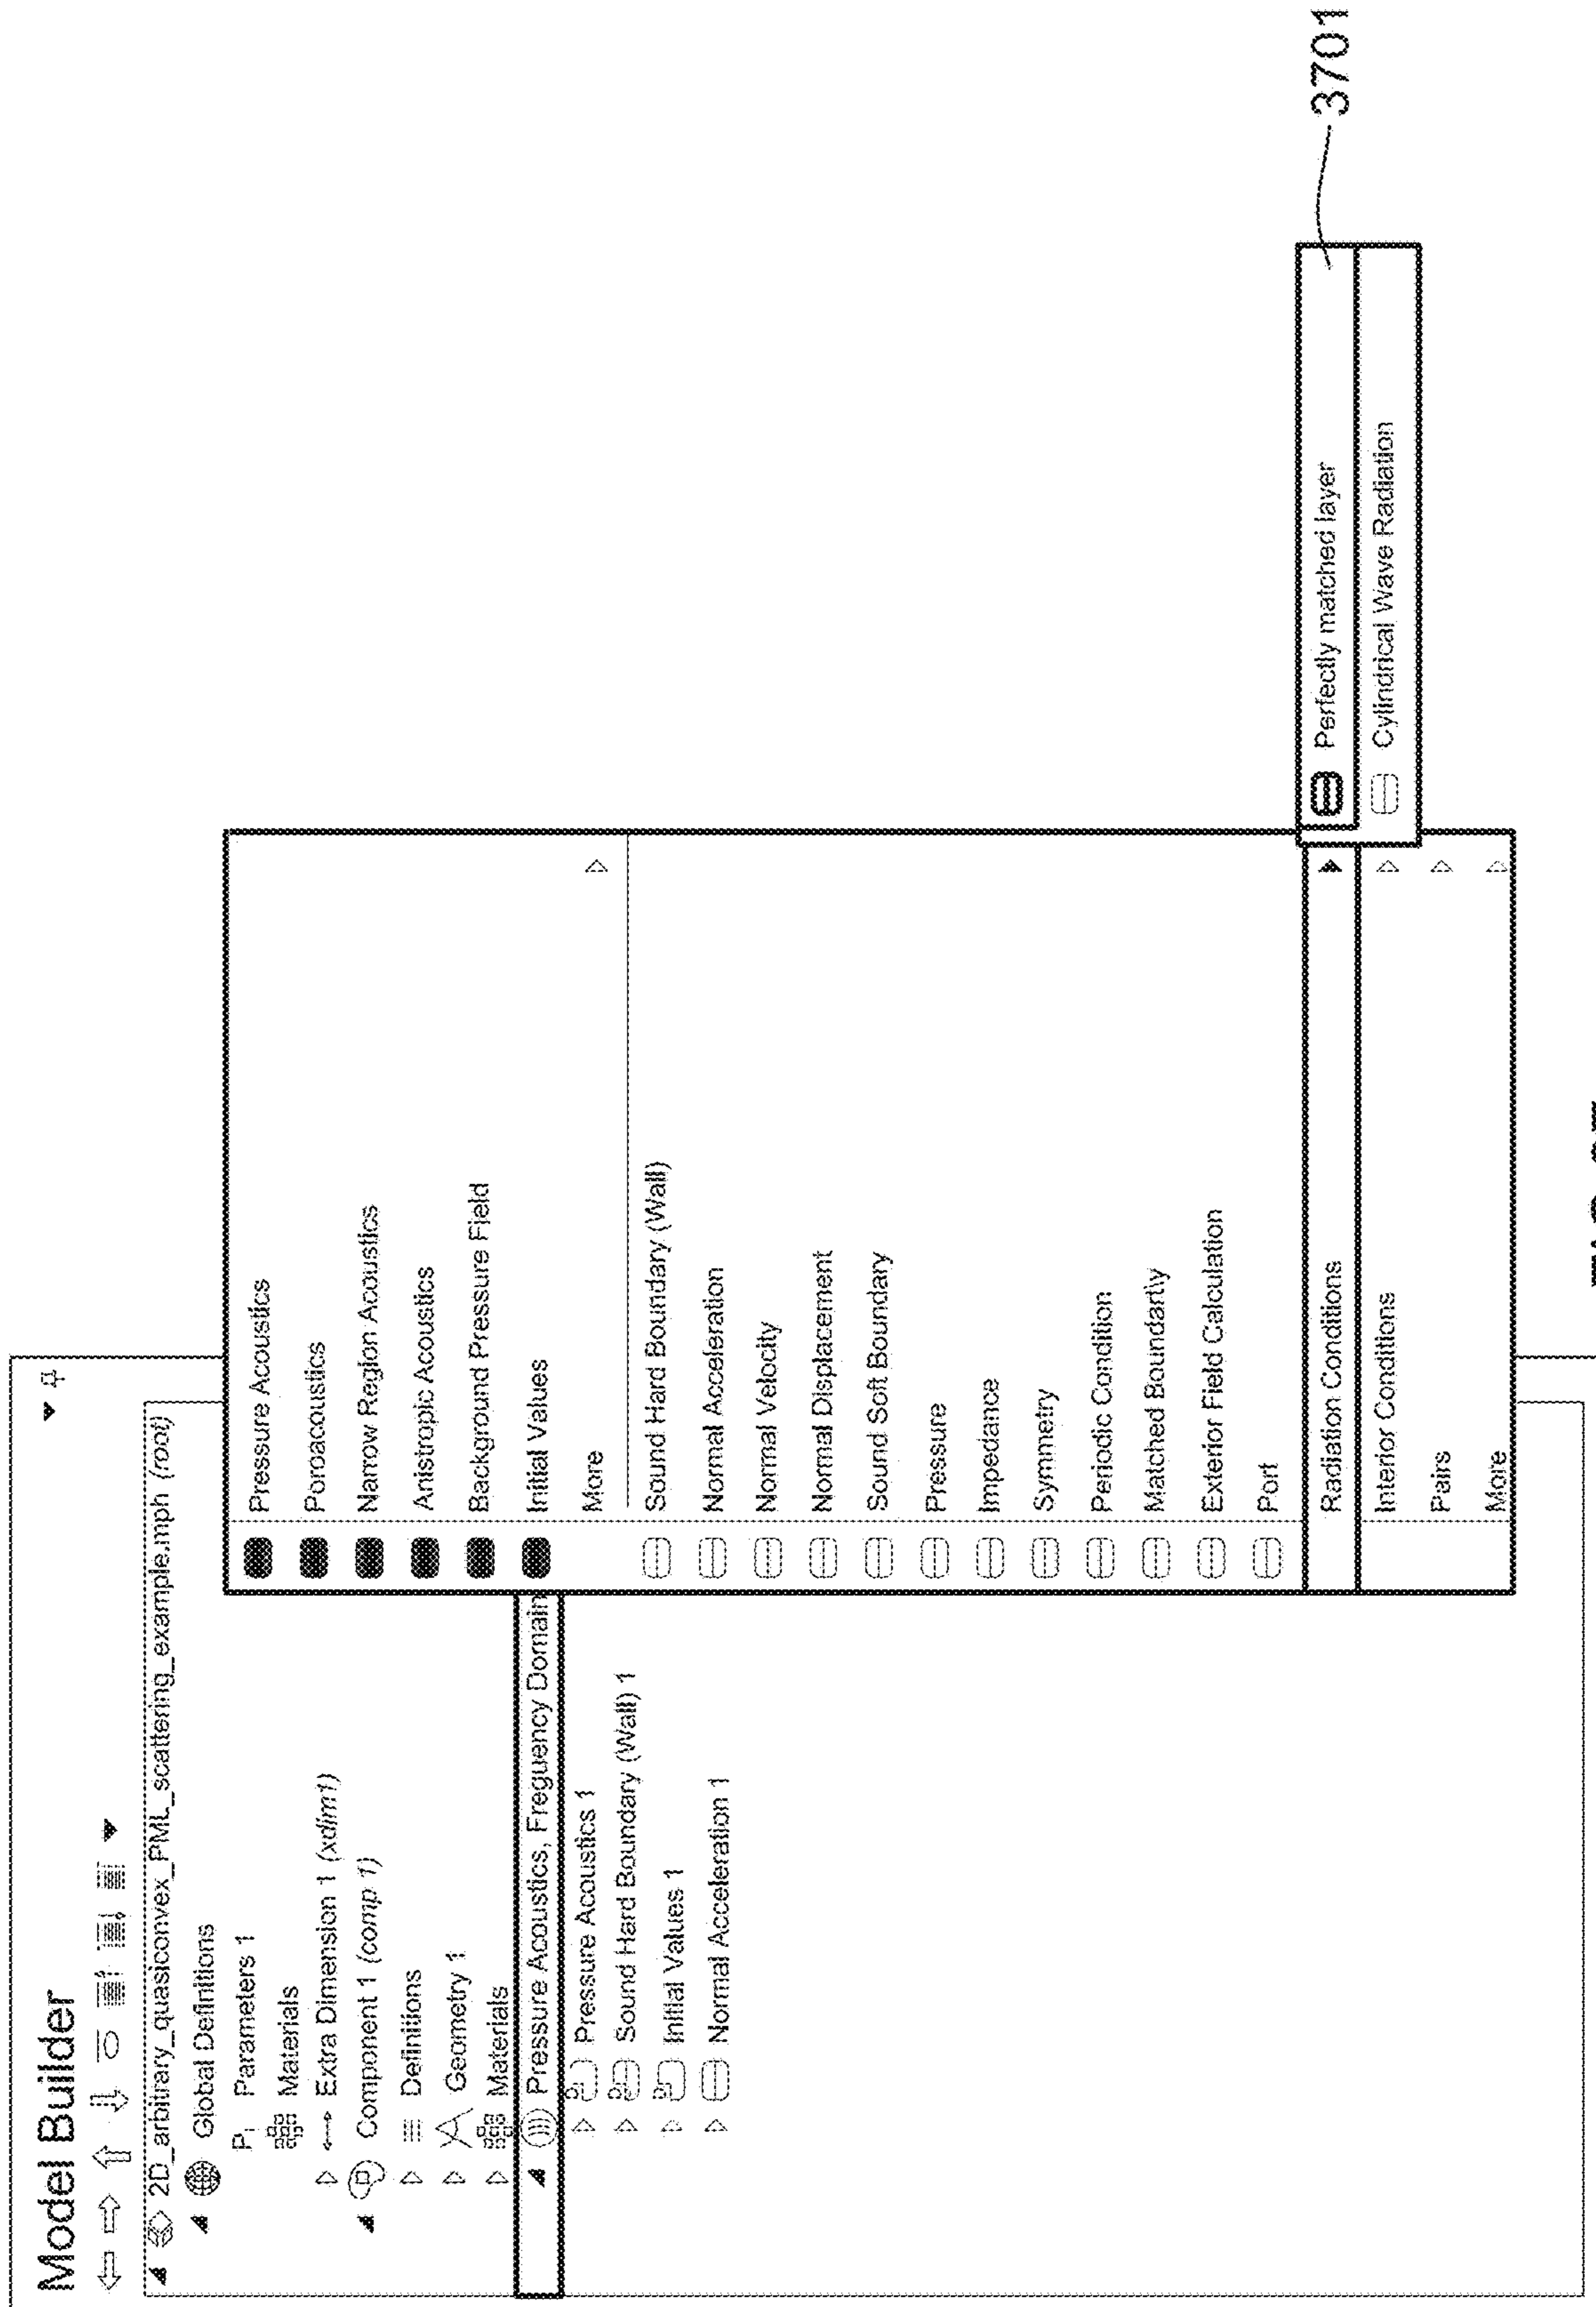 Model Builder
2D_arbitrary_quasiconvex_PML_scattering_example.mph (root)
Global Definitions
Pi Parameters 1
Materials
Extra Dimension 1 (xdim1)
Component 1 (comp 1)
Definitions
Geometry 1
Materials
Pressure Acoustics, Freguency Domain
Pressure Acoustics 1
Sound Hard Boundary (Wall) 1
Initial Values 1
Normal Acceleration 1
Pressure Acoustics
Poroacoustics
Narrow Region Acoustics
Anistropic Acoustics
Background Pressure Field
Initial Values
More
Sound Hard Boundary (Wall)
Normal Acceleration
Normal Velocity
Normal Displacement
Sound Soft Boundary
Pressure
Impedance
Symmetry
Periodic Condition
Matched Boundartly
Exterior Field Calculation
Port
Radiation Conditions
Interior Conditions
Pairs
More
Perfectly matched layer
Cylindrical Wave Radiation
3701